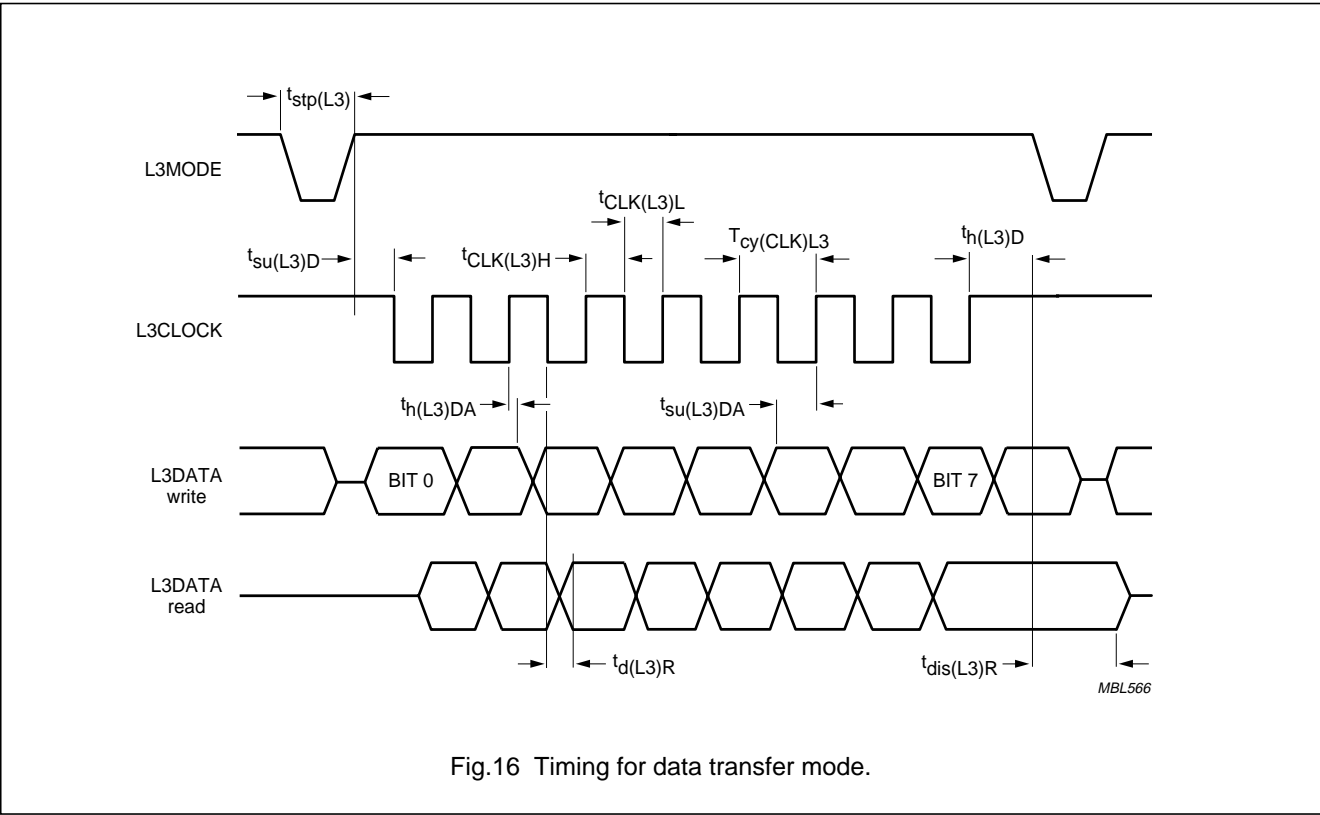 tstp(L3)
L3MODE
tCLK(L3)L
tsu(L3)D
tCLK(L3)H
Tcy(CLK)L3
th(L3)D
L3CLOCK
th(L3)DA
tsu(L3)DA
L3DATA
write
BIT 0
BIT 7
L3DATA
read
td(L3)R
tdis(L3)R
MBL566
Fig.16 Timing for data transfer mode.